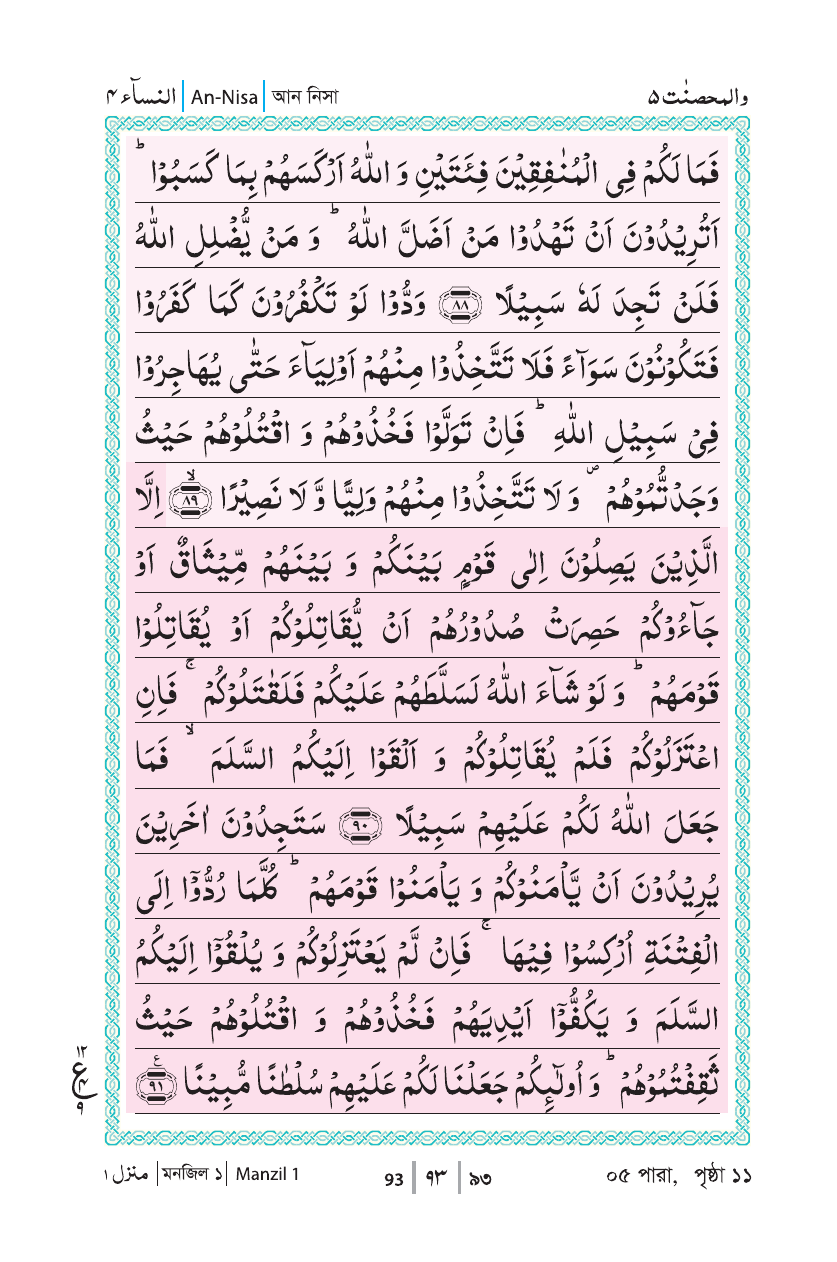 النسآء ۴ | An-Nisa | আন নিসা والمحصنٰت ۵
فَمَا لَكُمْ فِی الْمُنٰفِقِیْنَ فِئَتَیْنِ وَ اللّٰهُ اَرْكَسَهُمْ بِمَا كَسَبُوْا ؕ
اَتُرِیْدُوْنَ اَنْ تَهْدُوْا مَنْ اَضَلَّ اللّٰهُ ؕ وَ مَنْ یُّضْلِلِ اللّٰهُ
فَلَنْ تَجِدَ لَهٗ سَبِیْلًا ۸۸ وَدُّوْا لَوْ تَكْفُرُوْنَ كَمَا كَفَرُوْا
فَتَكُوْنُوْنَ سَوَآءً فَلَا تَتَّخِذُوْا مِنْهُمْ اَوْلِیَآءَ حَتّٰی یُهَاجِرُوْا
فِیْ سَبِیْلِ اللّٰهِ ؕ فَاِنْ تَوَلَّوْا فَخُذُوْهُمْ وَ اقْتُلُوْهُمْ حَیْثُ
وَجَدْتُّمُوْهُمْ ۪ وَ لَا تَتَّخِذُوْا مِنْهُمْ وَلِیًّا وَّ لَا نَصِیْرًا ۸۹ ۙ اِلَّا
الَّذِیْنَ یَصِلُوْنَ اِلٰی قَوْمٍۭ بَیْنَكُمْ وَ بَیْنَهُمْ مِّیْثَاقٌ اَوْ
جَآءُوْكُمْ حَصِرَتْ صُدُوْرُهُمْ اَنْ یُّقَاتِلُوْكُمْ اَوْ یُقَاتِلُوْا
قَوْمَهُمْ ؕ وَ لَوْ شَآءَ اللّٰهُ لَسَلَّطَهُمْ عَلَیْكُمْ فَلَقٰتَلُوْكُمْ ۚ فَاِنِ
اعْتَزَلُوْكُمْ فَلَمْ یُقَاتِلُوْكُمْ وَ اَلْقَوْا اِلَیْكُمُ السَّلَمَ ۙ فَمَا
جَعَلَ اللّٰهُ لَكُمْ عَلَیْهِمْ سَبِیْلًا ۹۰ سَتَجِدُوْنَ اٰخَرِیْنَ
یُرِیْدُوْنَ اَنْ یَّاْمَنُوْكُمْ وَ یَاْمَنُوْا قَوْمَهُمْ ؕ كُلَّمَا رُدُّوْۤا اِلَی
الْفِتْنَةِ اُرْكِسُوْا فِیْهَا ۚ فَاِنْ لَّمْ یَعْتَزِلُوْكُمْ وَ یُلْقُوْۤا اِلَیْكُمُ
السَّلَمَ وَ یَكُفُّوْۤا اَیْدِیَهُمْ فَخُذُوْهُمْ وَ اقْتُلُوْهُمْ حَیْثُ
ثَقِفْتُمُوْهُمْ ؕ وَ اُولٰٓىِٕكُمْ جَعَلْنَا لَكُمْ عَلَیْهِمْ سُلْطٰنًا مُّبِیْنًا ۹۱ ع
۱۲
ع ۴
۹
منزل ۱ | মনজিল ১ | Manzil 1 93 | ۹۳ | ৯৩ ০৫ পারা, পৃষ্ঠা ১১